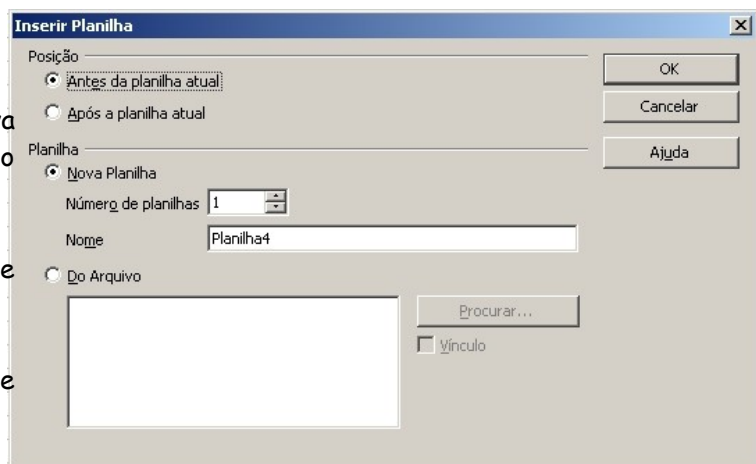 Inserir Planilha
Posição
Antes da planilha atual
Após a planilha atual
Planilha
Nova Planilha
Número de planilhas 1
Nome Planilha4
Do Arquivo
Procurar...
Vínculo
OK
Cancelar
Ajuda
a
o
e
e